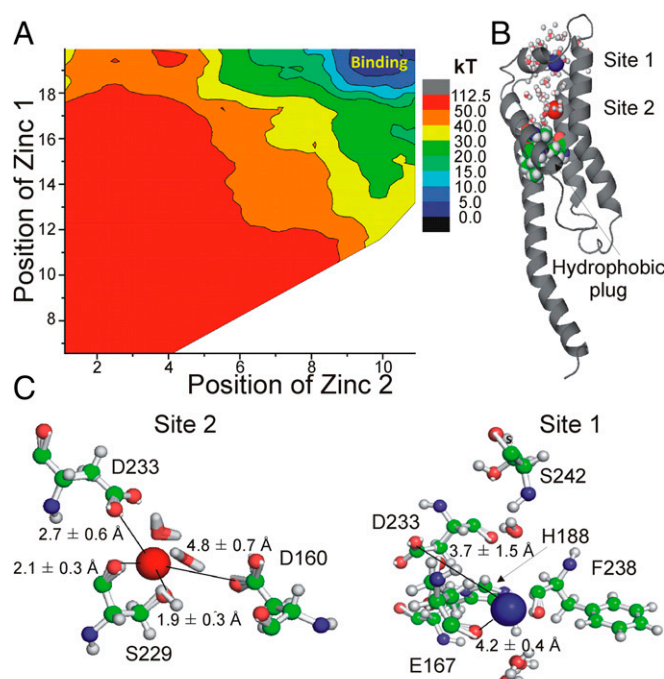 A
Binding
kT
112.5
50.0
40.0
30.0
20.0
15.0
10.0
5.0
0.0
20
18
16
14
12
10
8
2
4
6
8
10
Position of Zinc 1
Position of Zinc 2
B
Site 1
Site 2
Hydrophobic
plug
C
Site 2
D233
2.7 ± 0.6 Å
4.8 ± 0.7 Å
2.1 ± 0.3 Å
D160
1.9 ± 0.3 Å
S229
Site 1
S242
D233
H188
3.7 ± 1.5 Å
F238
4.2 ± 0.4 Å
E167